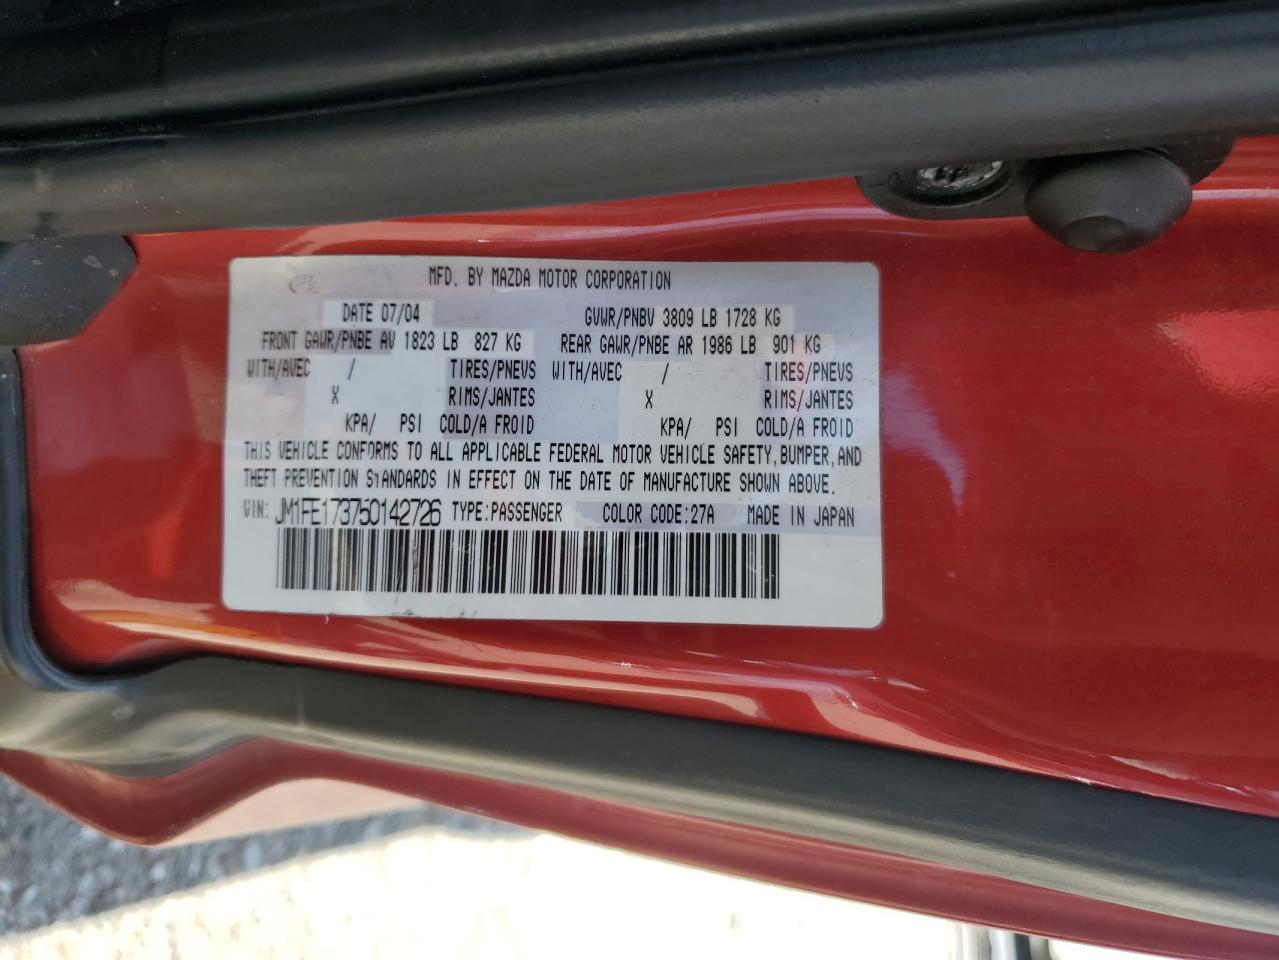 MFD. BY MAZDA MOTOR CORPORATION
DATE 07/04 GVWR/PNBV 3809 LB 1728 KG
FRONT GAWR/PNBE AV 1823 LB 827 KG REAR GAWR/PNBE AR 1986 LB 901 KG
WITH/AVEC / TIRES/PNEVS WITH/AVEC / TIRES/PNEVS
X RIMS/JANTES X RIMS/JANTES
KPA/ PSI COLD/A FROID KPA/ PSI COLD/A FROID
THIS VEHICLE CONFORMS TO ALL APPLICABLE FEDERAL MOTOR VEHICLE SAFETY,BUMPER,AND
THEFT PREVENTION STANDARDS IN EFFECT ON THE DATE OF MANUFACTURE SHOWN ABOVE.
VIN: JM1FE173750142726 TYPE:PASSENGER COLOR CODE:27A MADE IN JAPAN